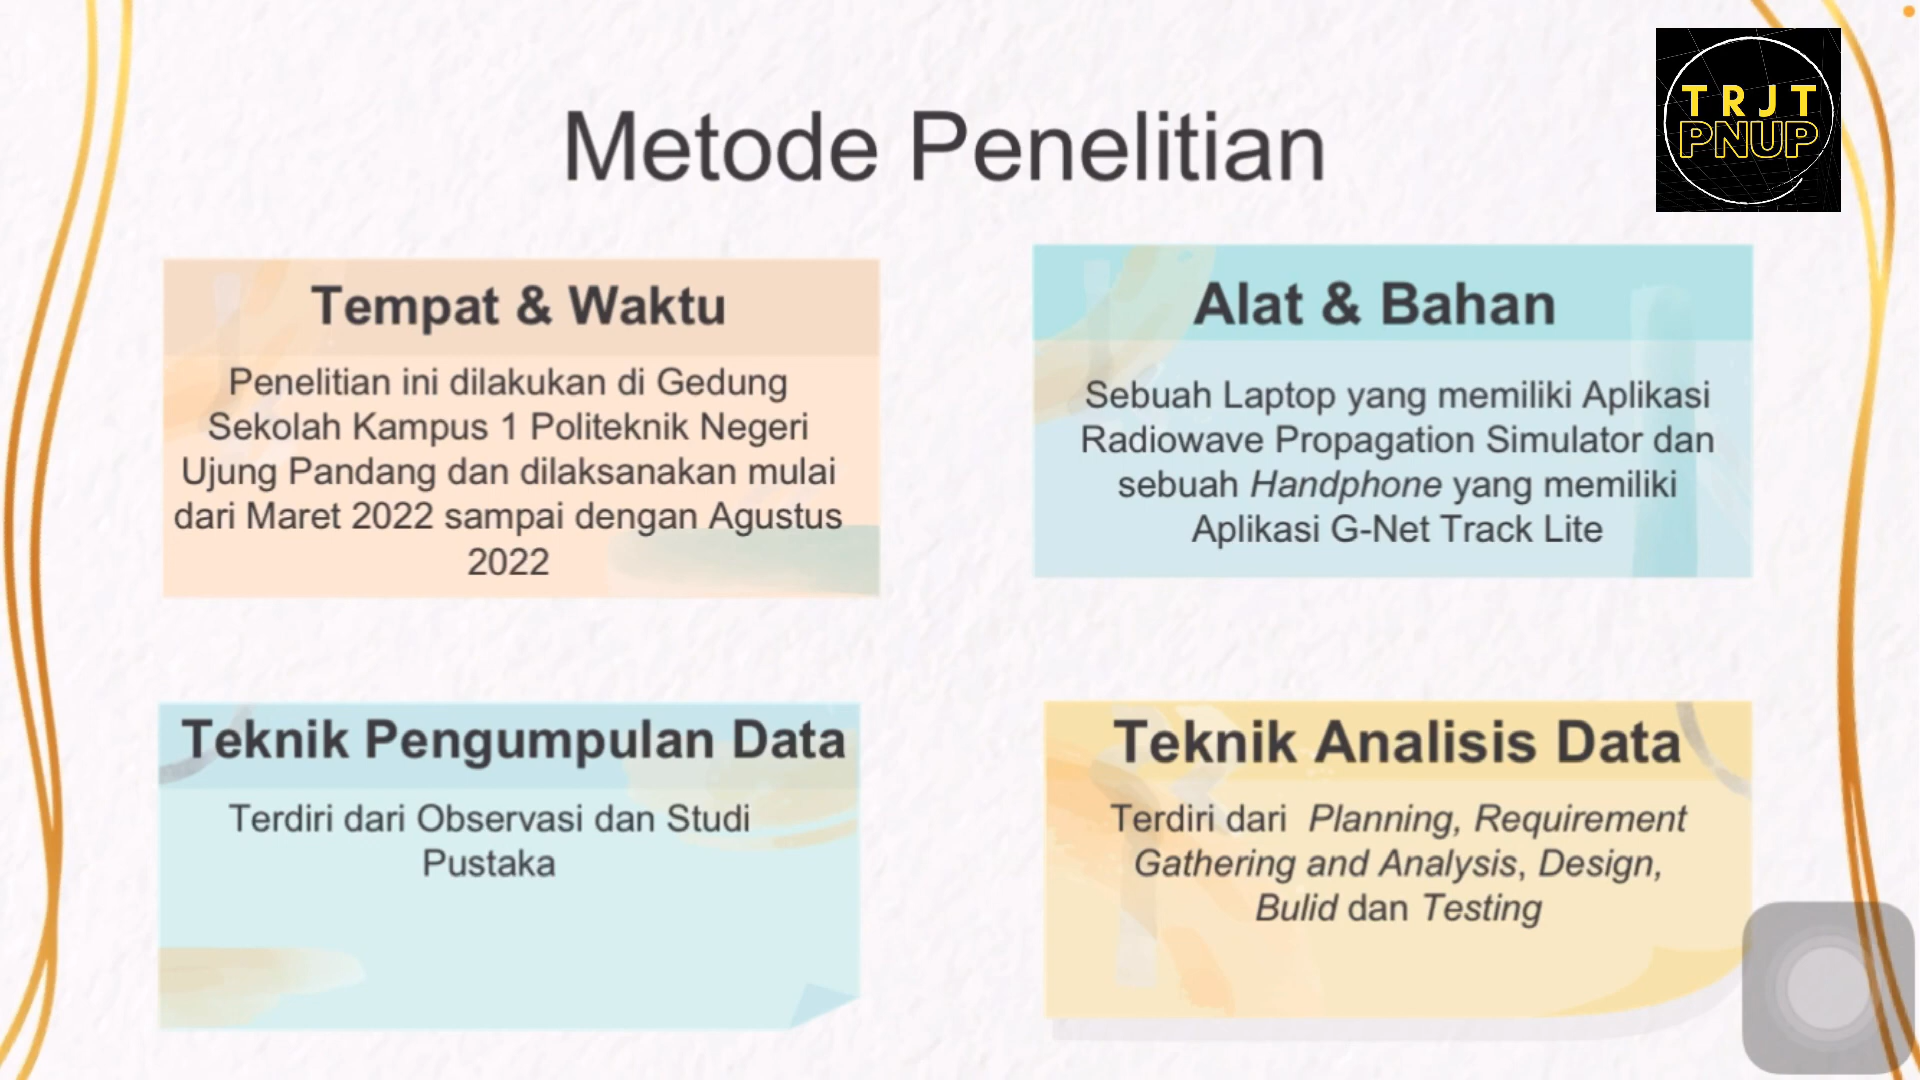 TRJT
PNUP
Metode Penelitian
Tempat & Waktu
Penelitian ini dilakukan di Gedung
Sekolah Kampus 1 Politeknik Negeri
Ujung Pandang dan dilaksanakan mulai
dari Maret 2022 sampai dengan Agustus
2022
Alat & Bahan
Sebuah Laptop yang memiliki Aplikasi
Radiowave Propagation Simulator dan
sebuah Handphone yang memiliki
Aplikasi G-Net Track Lite
Teknik Pengumpulan Data
Terdiri dari Observasi dan Studi
Pustaka
Teknik Analisis Data
Terdiri dari Planning, Requirement
Gathering and Analysis, Design,
Bulid dan Testing